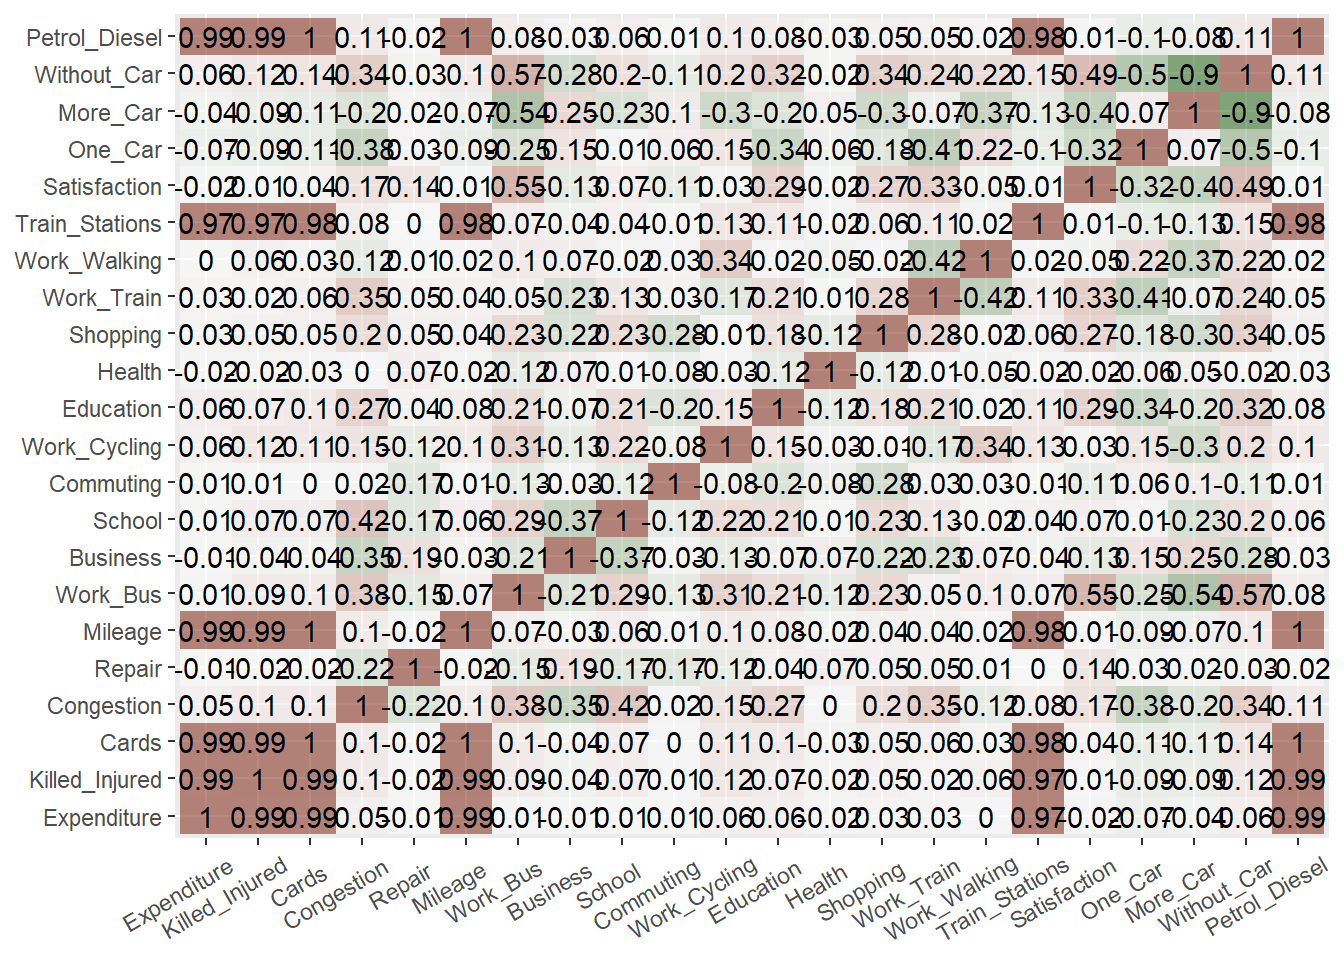 Petrol_Diesel 0.99 0.99 1 0.11 -0.02 1 0.08 -0.03 0.06 0.01 0.1 0.08 -0.03 0.05 0.05 0.02 0.98 0.01 -0.1 -0.08 0.11 1
Without_Car 0.06 0.12 0.14 0.34 -0.03 0.1 0.57 -0.28 0.2 -0.11 0.2 0.32 -0.02 0.34 0.24 0.22 0.15 0.49 -0.5 -0.9 1 0.11
More_Car -0.04 -0.09 -0.11 -0.2 -0.02 -0.07 -0.54 0.25 -0.23 0.1 -0.3 -0.2 0.05 -0.3 -0.07 -0.37 -0.13 -0.4 0.07 1 -0.9 -0.08
One_Car -0.07 -0.09 -0.11 -0.38 0.03 -0.09 -0.25 0.15 0.01 0.06 0.15 -0.34 -0.06 -0.18 -0.41 0.22 -0.1 -0.32 1 0.07 -0.5 -0.1
Satisfaction -0.02 0.01 0.04 0.17 0.14 0.01 0.55 -0.13 0.07 -0.11 0.03 0.29 -0.02 0.27 0.33 -0.05 0.01 1 -0.32 -0.4 0.49 0.01
Train_Stations 0.97 0.97 0.98 0.08 0 0.98 0.07 -0.04 0.04 -0.01 0.13 0.11 -0.02 0.06 0.11 0.02 1 0.01 -0.1 -0.13 0.15 0.98
Work_Walking 0 0.06 0.03 -0.12 0.01 0.02 0.1 0.07 -0.02 0.03 0.34 0.02 -0.05 -0.02 -0.42 1 0.02 -0.05 0.22 -0.37 0.22 0.02
Work_Train 0.03 0.02 0.06 0.35 0.05 0.04 0.05 -0.23 0.13 0.03 -0.17 0.21 0.01 0.28 1 -0.42 0.11 0.33 -0.41 -0.07 0.24 0.05
Shopping 0.03 0.05 0.05 0.2 0.05 0.04 0.23 -0.22 0.23 -0.28 -0.01 0.18 -0.12 1 0.28 -0.02 0.06 0.27 -0.18 -0.3 0.34 0.05
Health -0.02 -0.02 -0.03 0 0.07 -0.02 -0.12 0.07 0.01 -0.08 -0.03 -0.12 1 -0.12 0.01 -0.05 -0.02 -0.02 -0.06 0.05 -0.02 -0.03
Education 0.06 0.07 0.1 0.27 0.04 0.08 0.21 -0.07 0.21 -0.2 0.15 1 -0.12 0.18 0.21 0.02 0.11 0.29 -0.34 -0.2 0.32 0.08
Work_Cycling 0.06 0.12 0.11 0.15 -0.12 0.1 0.31 -0.13 0.22 -0.08 1 0.15 -0.03 -0.01 -0.17 0.34 0.13 0.03 0.15 -0.3 0.2 0.1
Commuting 0.01 0.01 0 0.02 -0.17 0.01 -0.13 -0.03 -0.12 1 -0.08 -0.2 -0.08 -0.28 0.03 0.03 -0.01 -0.11 0.06 0.1 -0.11 0.01
School 0.01 0.07 0.07 0.42 -0.17 0.06 0.29 -0.37 1 -0.12 0.22 0.21 0.01 0.23 0.13 -0.02 0.04 0.07 0.01 -0.23 0.2 0.06
Business -0.01 -0.04 -0.04 -0.35 0.19 -0.03 -0.21 1 -0.37 -0.03 -0.13 -0.07 0.07 -0.22 -0.23 0.07 -0.04 -0.13 0.15 0.25 -0.28 -0.03
Work_Bus 0.01 0.09 0.1 0.38 -0.15 0.07 1 -0.21 0.29 -0.13 0.31 0.21 -0.12 0.23 0.05 0.1 0.07 0.55 -0.25 -0.54 0.57 0.08
Mileage 0.99 0.99 1 0.1 -0.02 1 0.07 -0.03 0.06 0.01 0.1 0.08 -0.02 0.04 0.04 0.02 0.98 0.01 -0.09 -0.07 0.1 1
Repair -0.01 -0.02 -0.02 -0.22 1 -0.02 -0.15 0.19 -0.17 -0.17 -0.12 0.04 0.07 0.05 0.05 0.01 0 0.14 0.03 -0.02 -0.03 -0.02
Congestion 0.05 0.1 0.1 1 -0.22 0.1 0.38 -0.35 0.42 0.02 0.15 0.27 0 0.2 0.35 -0.12 0.08 0.17 -0.38 -0.2 0.34 0.11
Cards 0.99 0.99 1 0.1 -0.02 1 0.1 -0.04 0.07 0 0.11 0.1 -0.03 0.05 0.06 0.03 0.98 0.04 -0.11 -0.11 0.14 1
Killed_Injured 0.99 1 0.99 0.1 -0.02 0.99 0.09 -0.04 0.07 0.01 0.12 0.07 -0.02 0.05 0.02 0.06 0.97 0.01 -0.09 -0.09 0.12 0.99
Expenditure 1 0.99 0.99 0.05 -0.01 0.99 0.01 -0.01 0.01 0.01 0.06 0.06 -0.02 0.03 0.03 0 0.97 -0.02 -0.07 -0.04 0.06 0.99
Expenditure Killed_Injured Cards Congestion Repair Mileage Work_Bus Business School Commuting Work_Cycling Education Health Shopping Work_Train Work_Walking Train_Stations Satisfaction One_Car More_Car Without_Car Petrol_Diesel